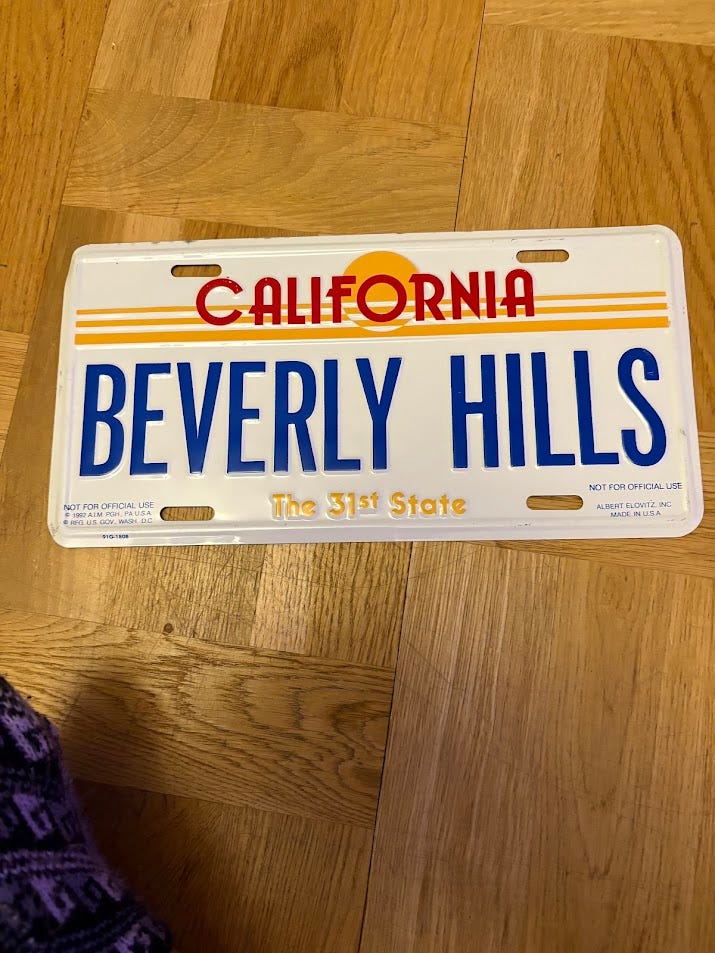 CALIFORNIA
BEVERLY HILLS
The 31st State
NOT FOR OFFICIAL USE
© 1992 A.I.M. PGH., PA U.S.A.
® REG. U.S. GOV., WASH. D.C.
91G-1808
NOT FOR OFFICIAL USE
ALBERT ELOVITZ, INC
MADE IN U.S.A.